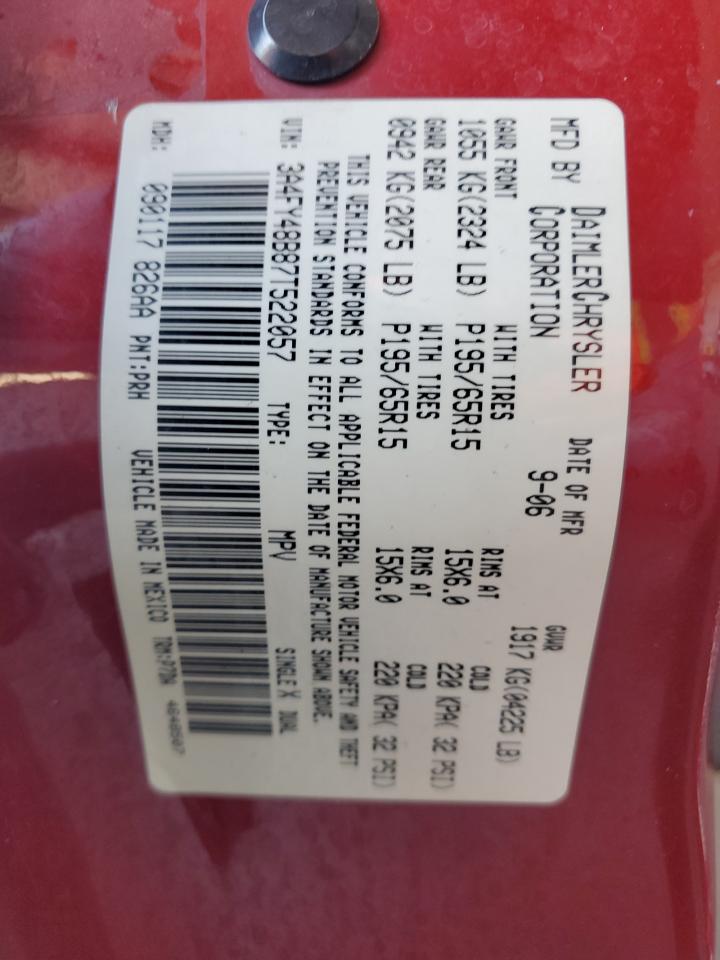 MFD BY DAIMLERCHRYSLER CORPORATION DATE OF MFR 9-06 GVWR 1917 KG(04225 LB)
GAWR FRONT WITH TIRES RIMS AT COLD
1055 KG(2324 LB) P195/65R15 15X6.0 220 KPA( 32 PSI)
GAWR REAR WITH TIRES RIMS AT COLD
0942 KG(2075 LB) P195/65R15 15X6.0 220 KPA( 32 PSI)
THIS VEHICLE CONFORMS TO ALL APPLICABLE FEDERAL MOTOR VEHICLE SAFETY AND THEFT
PREVENTION STANDARDS IN EFFECT ON THE DATE OF MANUFACTURE SHOWN ABOVE.
VIN: 3A4FY48B87T522057 TYPE: MPV SINGLE X DUAL
MDH: 090117 826AA PNT:PRH VEHICLE MADE IN MEXICO